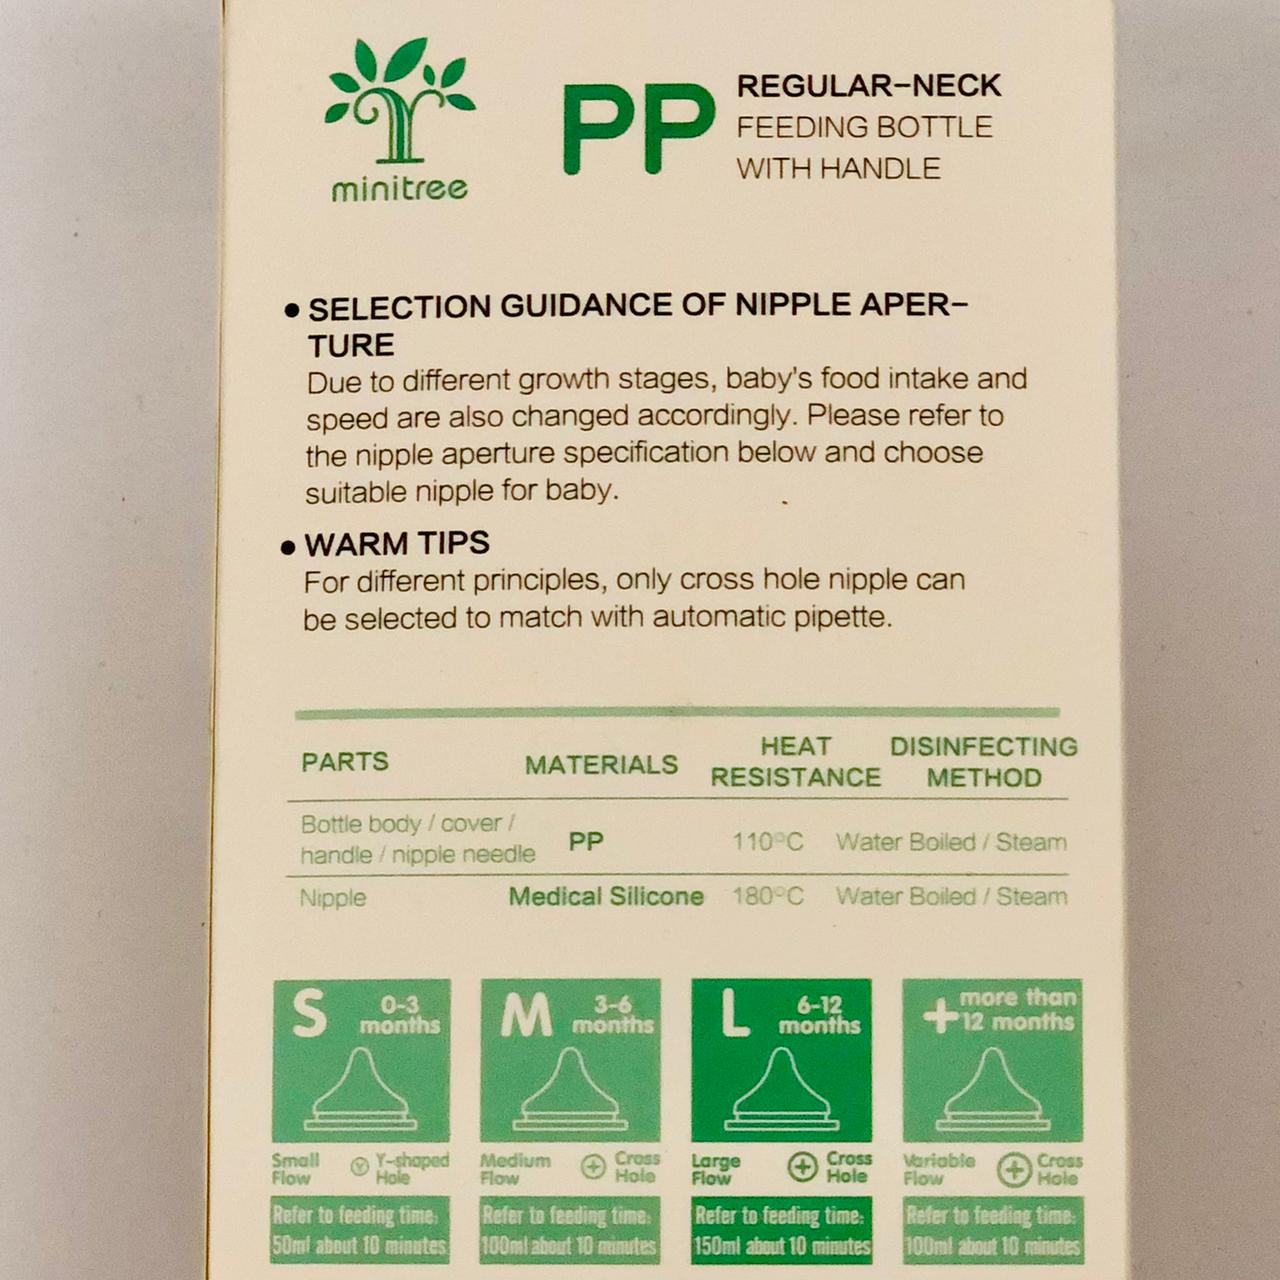 minitree
PP
REGULAR-NECK
FEEDING BOTTLE
WITH HANDLE
• SELECTION GUIDANCE OF NIPPLE APER-
TURE
Due to different growth stages, baby's food intake and
speed are also changed accordingly. Please refer to
the nipple aperture specification below and choose
suitable nipple for baby.
• WARM TIPS
For different principles, only cross hole nipple can
be selected to match with automatic pipette.
PARTS MATERIALS HEAT RESISTANCE DISINFECTING METHOD
Bottle body / cover /
handle / nipple needle PP 110°C Water Boiled / Steam
Nipple Medical Silicone 180°C Water Boiled / Steam
S 0-3
months
Small
Flow
Y Y-shaped
Hole
Refer to feeding time:
50ml about 10 minutes
M 3-6
months
Medium
Flow
Cross
Hole
Refer to feeding time:
100ml about 10 minutes
L 6-12
months
Large
Flow
Cross
Hole
Refer to feeding time:
150ml about 10 minutes
+ more than
12 months
Variable
Flow
Cross
Hole
Refer to feeding time:
100ml about 10 minutes